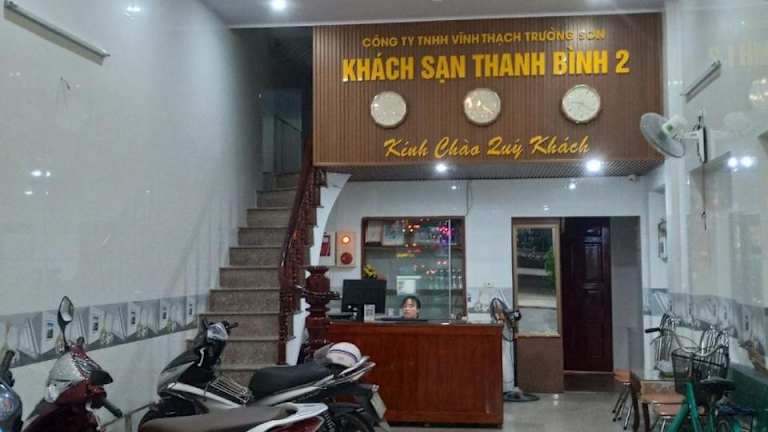 CÔNG TY TNHH VĨNH THẠCH TRƯỜNG SƠN
KHÁCH SẠN THANH BÌNH 2
Kính Chào Quý Khách